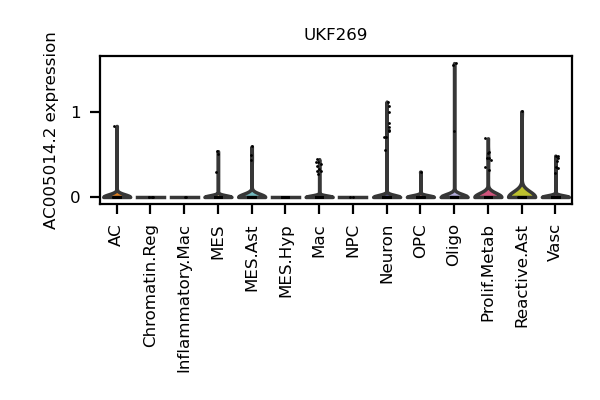 UKF269
AC005014.2 expression
1
0
AC
Chromatin.Reg
Inflammatory.Mac
MES
MES.Ast
MES.Hyp
Mac
NPC
Neuron
OPC
Oligo
Prolif.Metab
Reactive.Ast
Vasc